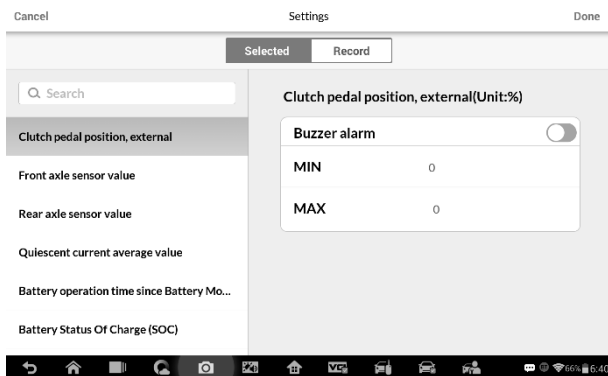 Cancel Settings Done
Selected Record
Search
Clutch pedal position, external(Unit:%)
Clutch pedal position, external
Buzzer alarm
Front axle sensor value
MIN 0
Rear axle sensor value
MAX 0
Quiescent current average value
Battery operation time since Battery Mo...
Battery Status Of Charge (SOC)
66% 6:40